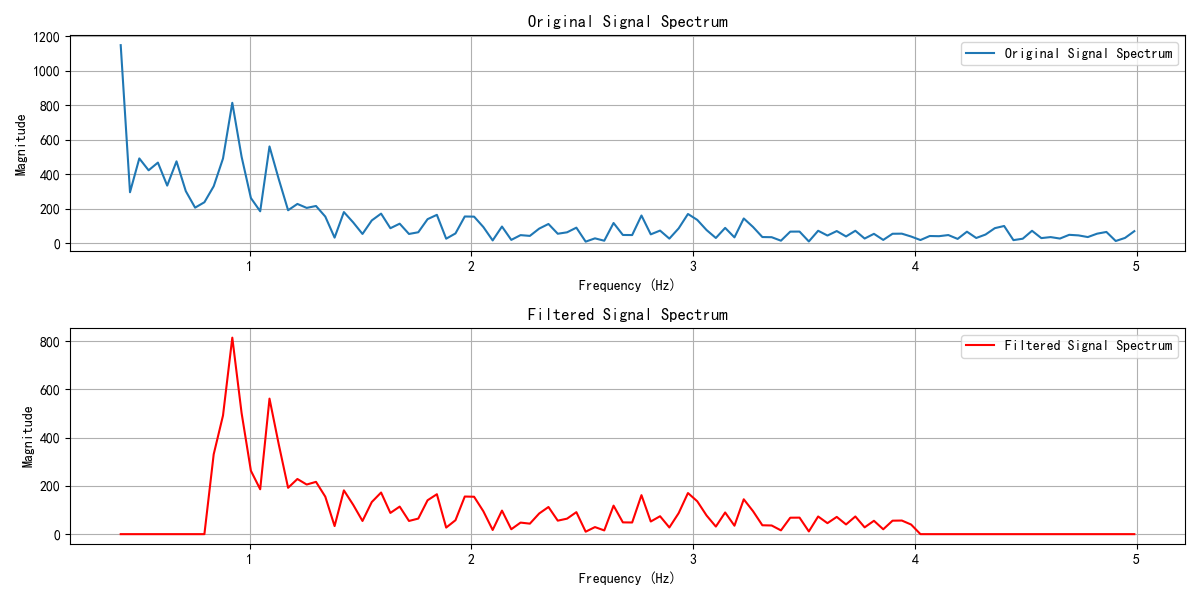 Original Signal Spectrum
1200
1000
800
600
400
200
0
Magnitude
Original Signal Spectrum
1 2 3 4 5
Frequency (Hz)
Filtered Signal Spectrum
800
600
400
200
0
Magnitude
Filtered Signal Spectrum
1 2 3 4 5
Frequency (Hz)